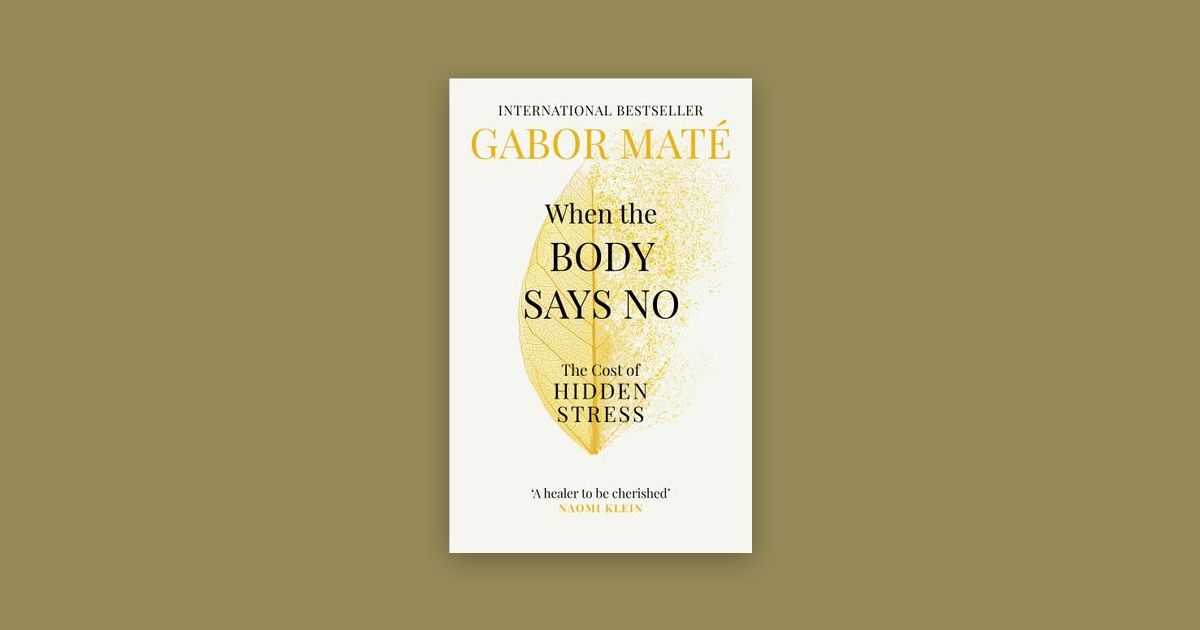 INTERNATIONAL BESTSELLER
GABOR MATÉ
When the
BODY
SAYS NO
The Cost of
HIDDEN
STRESS
‘A healer to be cherished’
NAOMI KLEIN